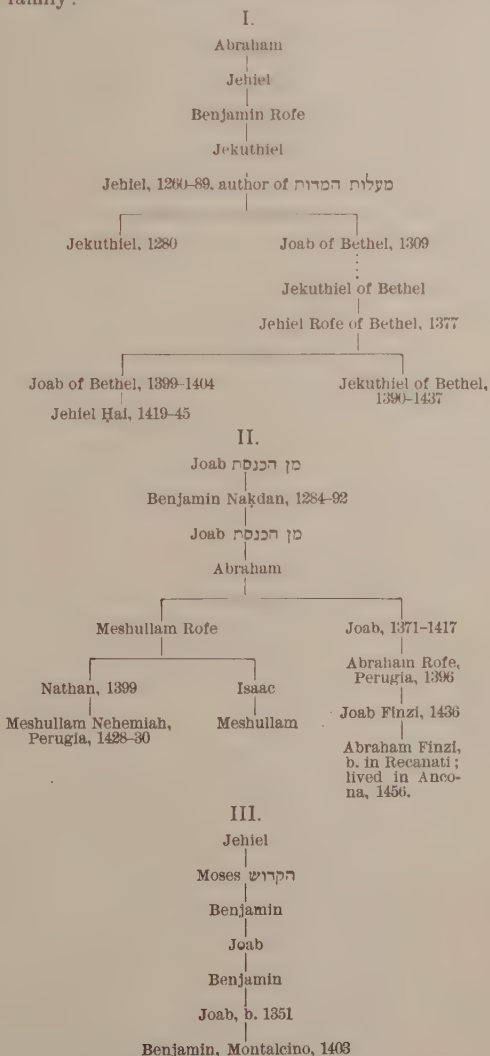 family:
I.
Abraham
Jehiel
Benjamin Rofe
Jekuthiel
Jehiel, 1260–89. author of מעלות המדות
Jekuthiel, 1280 Joab of Bethel, 1309
Jekuthiel of Bethel
Jehiel Rofe of Bethel, 1377
Joab of Bethel, 1399–1404 Jekuthiel of Bethel,
1390–1437
Jehiel Ḥai, 1419–45
II.
Joab מן הכנסת
Benjamin Naḳdan, 1284–92
Joab מן הכנסת
Abraham
Meshullam Rofe Joab, 1371–1417
Abraham Rofe,
Perugia, 1396
Nathan, 1399 Isaac
Joab Finzi, 1436
Meshullam Nehemiah, Meshullam
Perugia, 1428–30
Abraham Finzi,
b. in Recanati;
lived in Anco-
na, 1456.
III.
Jehiel
Moses הקדוש
Benjamin
Joab
Benjamin
Joab, b. 1351
Benjamin, Montalcino, 1403